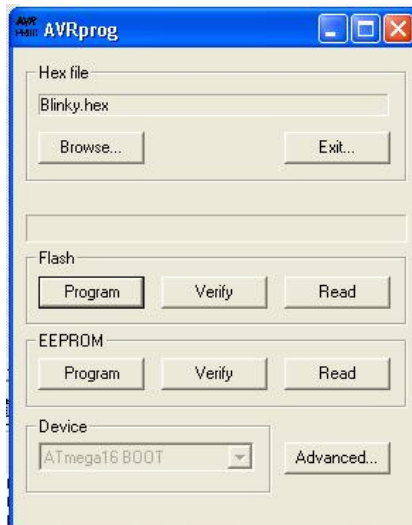 AVRprog
Hex file
Blinky.hex
Browse...
Exit...
Flash
Program
Verify
Read
EEPROM
Program
Verify
Read
Device
ATmega16 BOOT
Advanced...